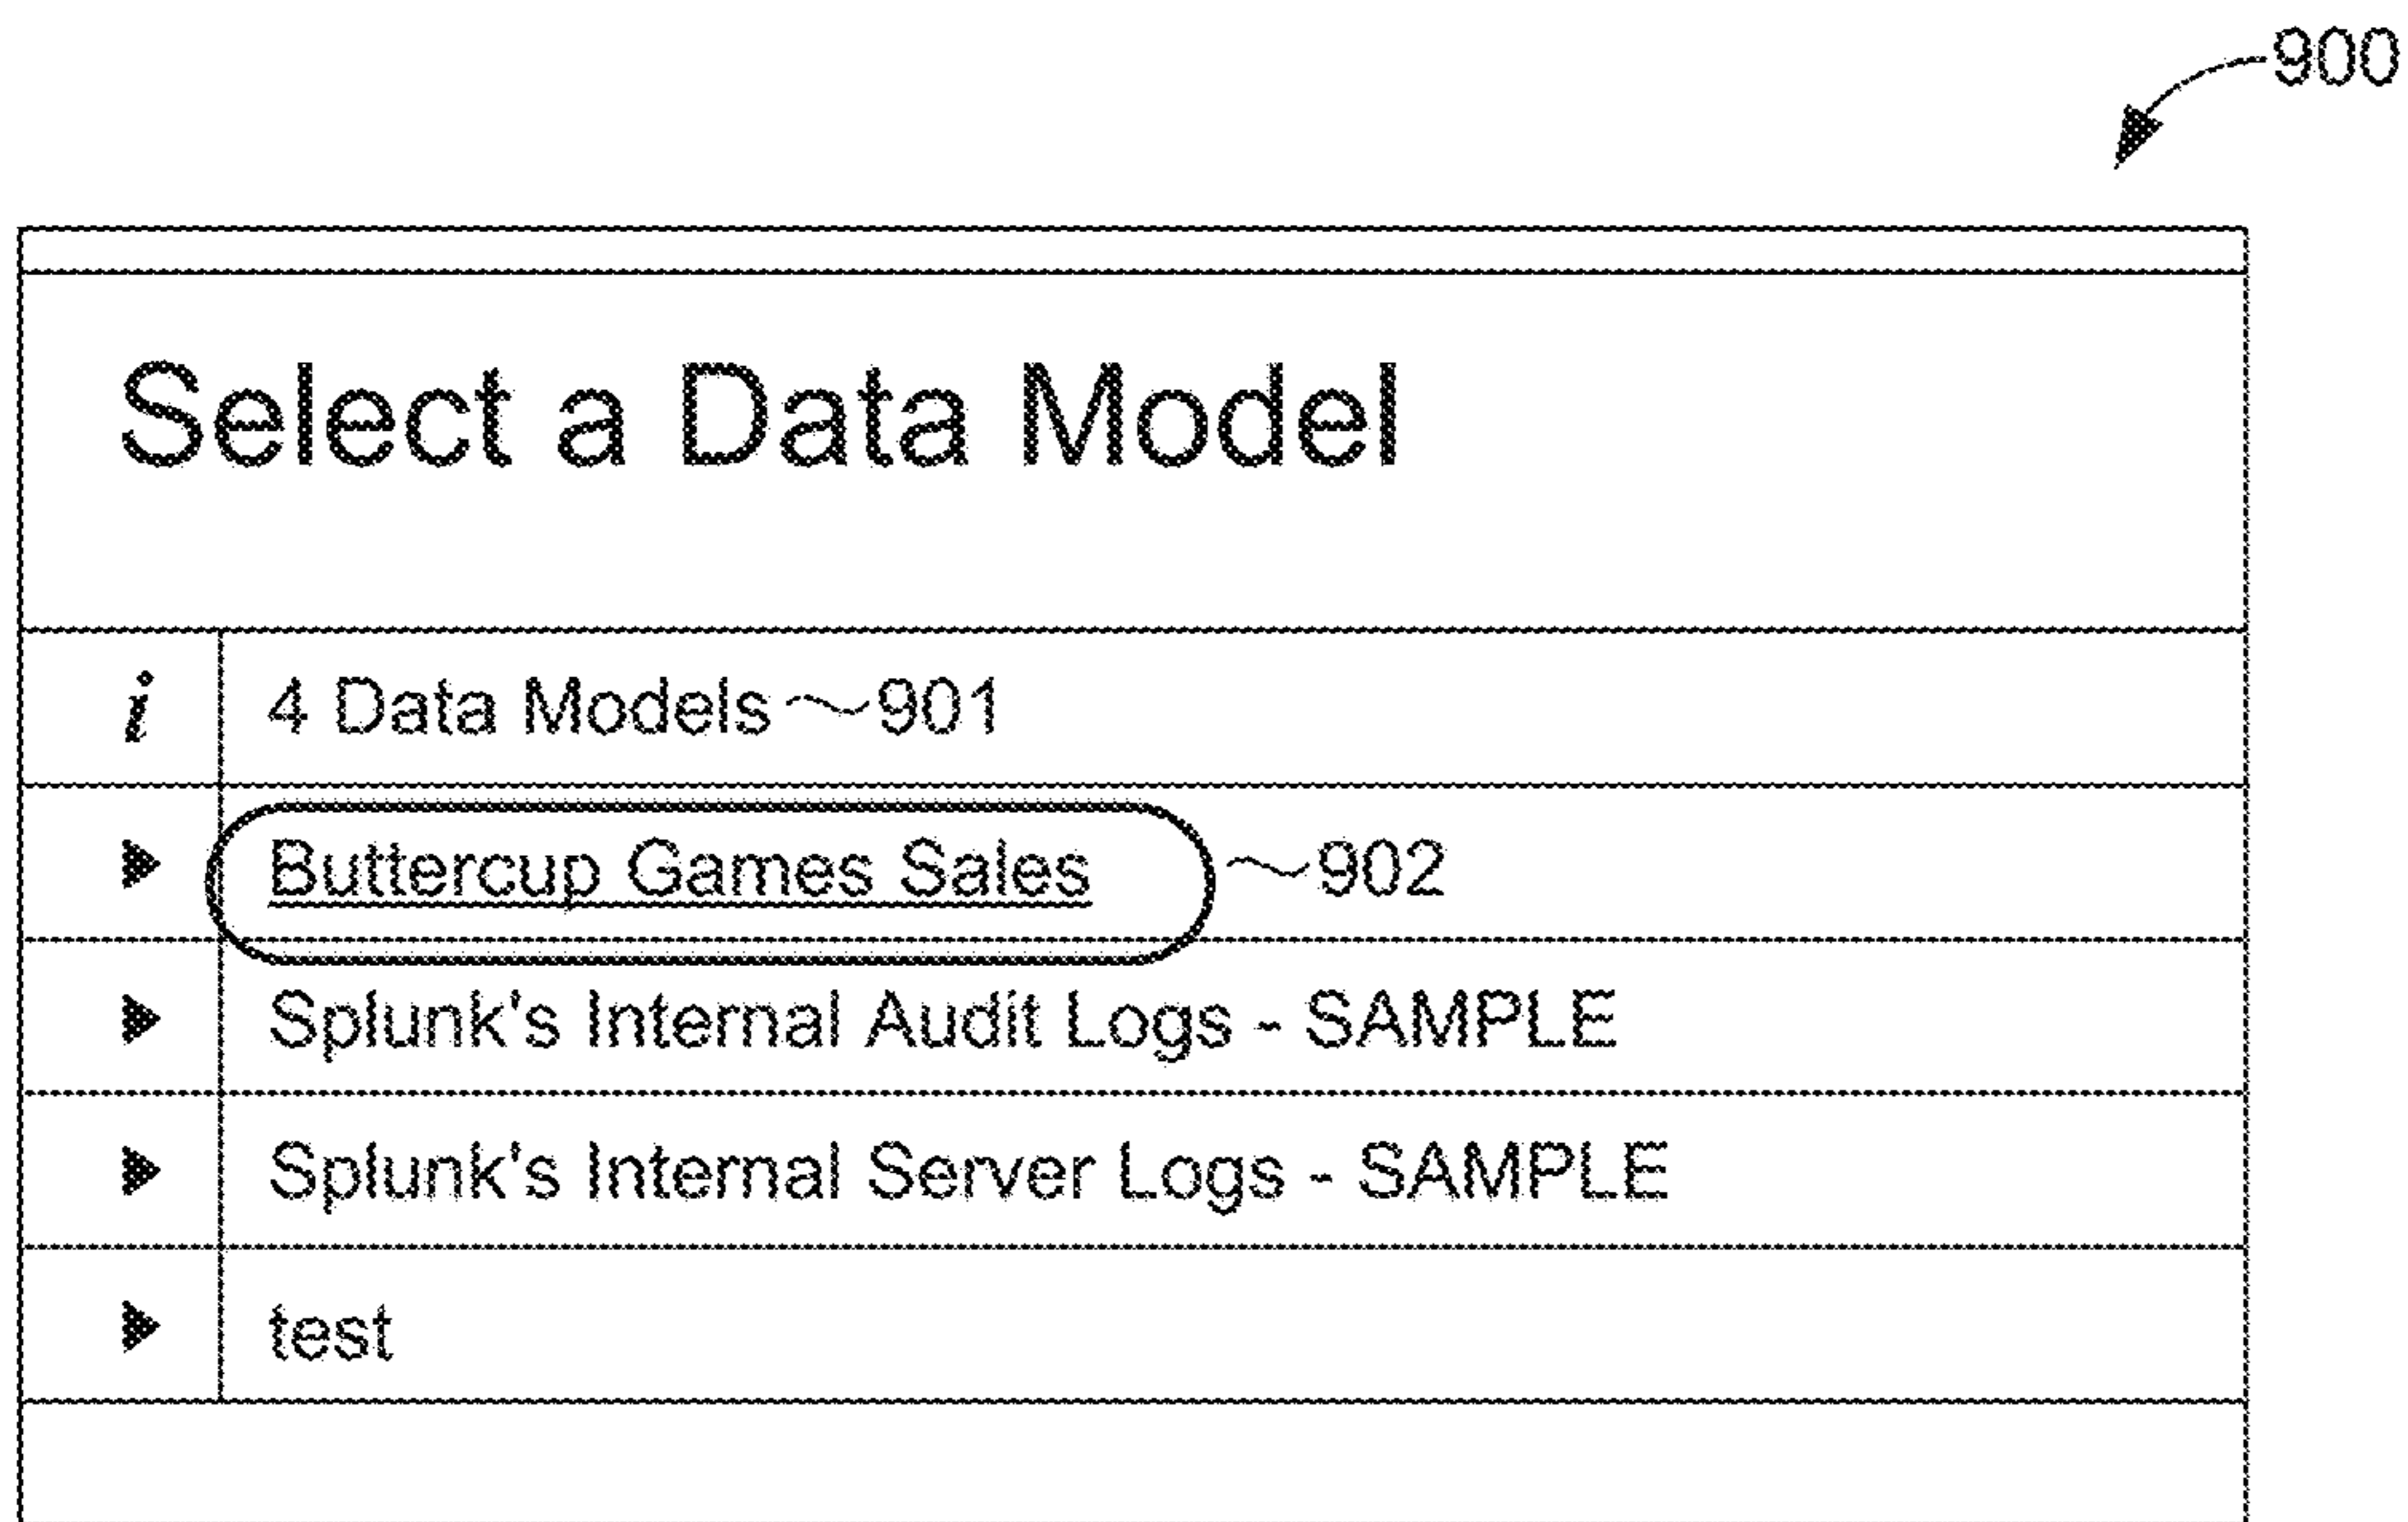 900
Select a Data Model
i 4 Data Models 901
Buttercup Games Sales 902
Splunk's Internal Audit Logs - SAMPLE
Splunk's Internal Server Logs - SAMPLE
test